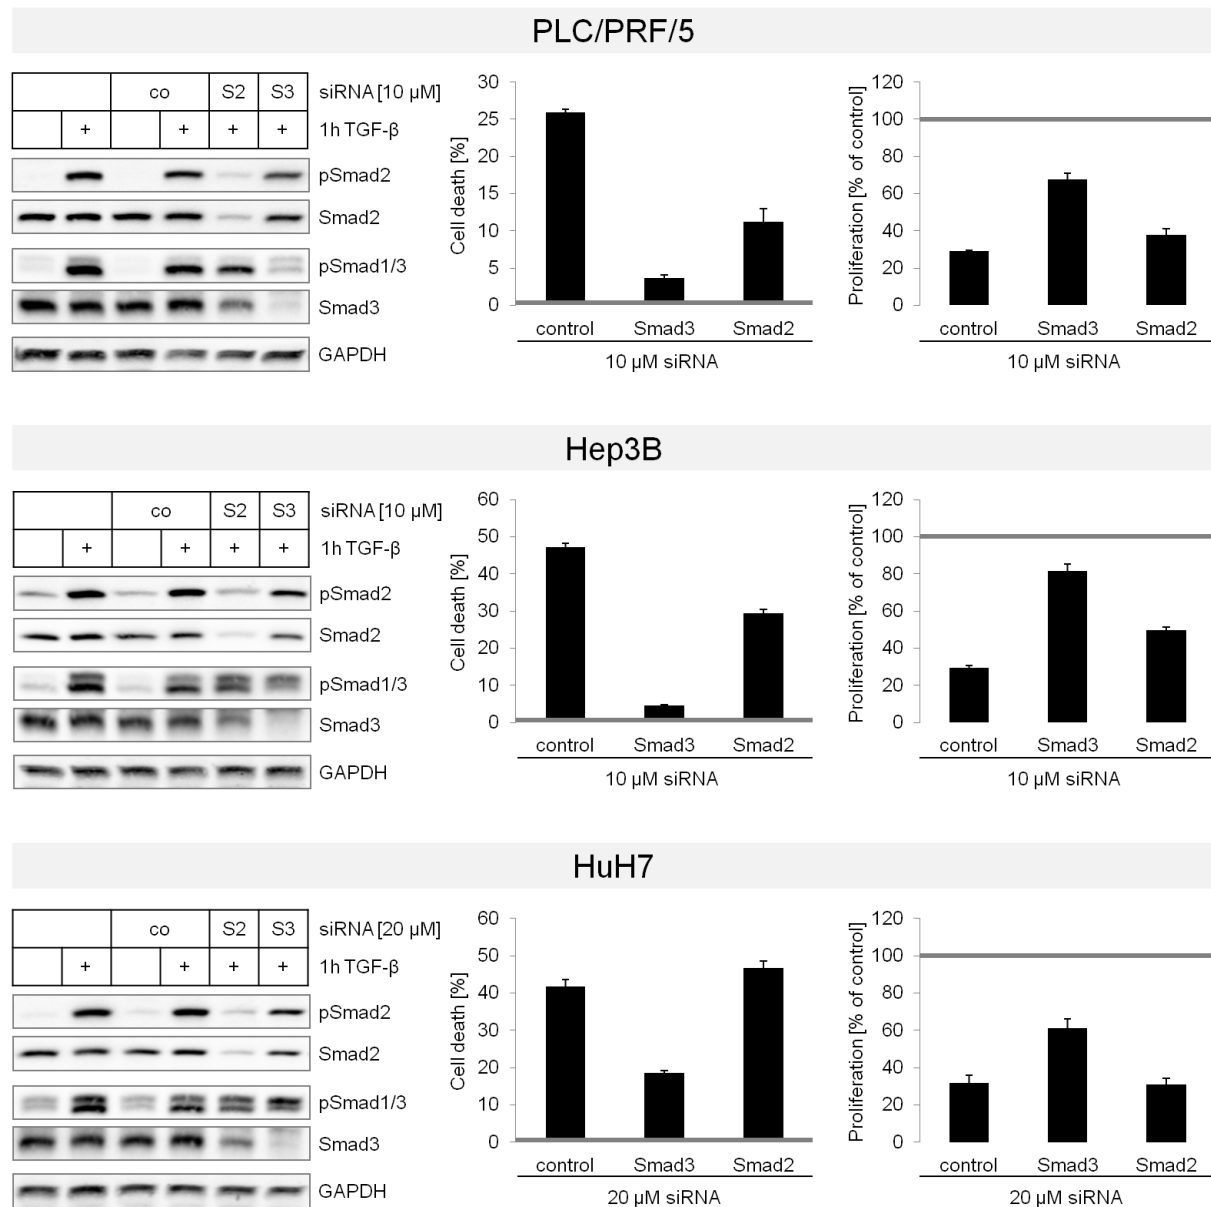 PLC/PRF/5
co S2 S3 siRNA [10 µM]
+ + + + 1h TGF-β
pSmad2
Smad2
pSmad1/3
Smad3
GAPDH
Cell death [%]
30
25
20
15
10
5
0
control Smad3 Smad2
10 µM siRNA
Proliferation [% of control]
120
100
80
60
40
20
0
control Smad3 Smad2
10 µM siRNA
Hep3B
co S2 S3 siRNA [10 µM]
+ + + + 1h TGF-β
pSmad2
Smad2
pSmad1/3
Smad3
GAPDH
Cell death [%]
60
50
40
30
20
10
0
control Smad3 Smad2
10 µM siRNA
Proliferation [% of control]
120
100
80
60
40
20
0
control Smad3 Smad2
10 µM siRNA
HuH7
co S2 S3 siRNA [20 µM]
+ + + + 1h TGF-β
pSmad2
Smad2
pSmad1/3
Smad3
GAPDH
Cell death [%]
60
50
40
30
20
10
0
control Smad3 Smad2
20 µM siRNA
Proliferation [% of control]
120
100
80
60
40
20
0
control Smad3 Smad2
20 µM siRNA